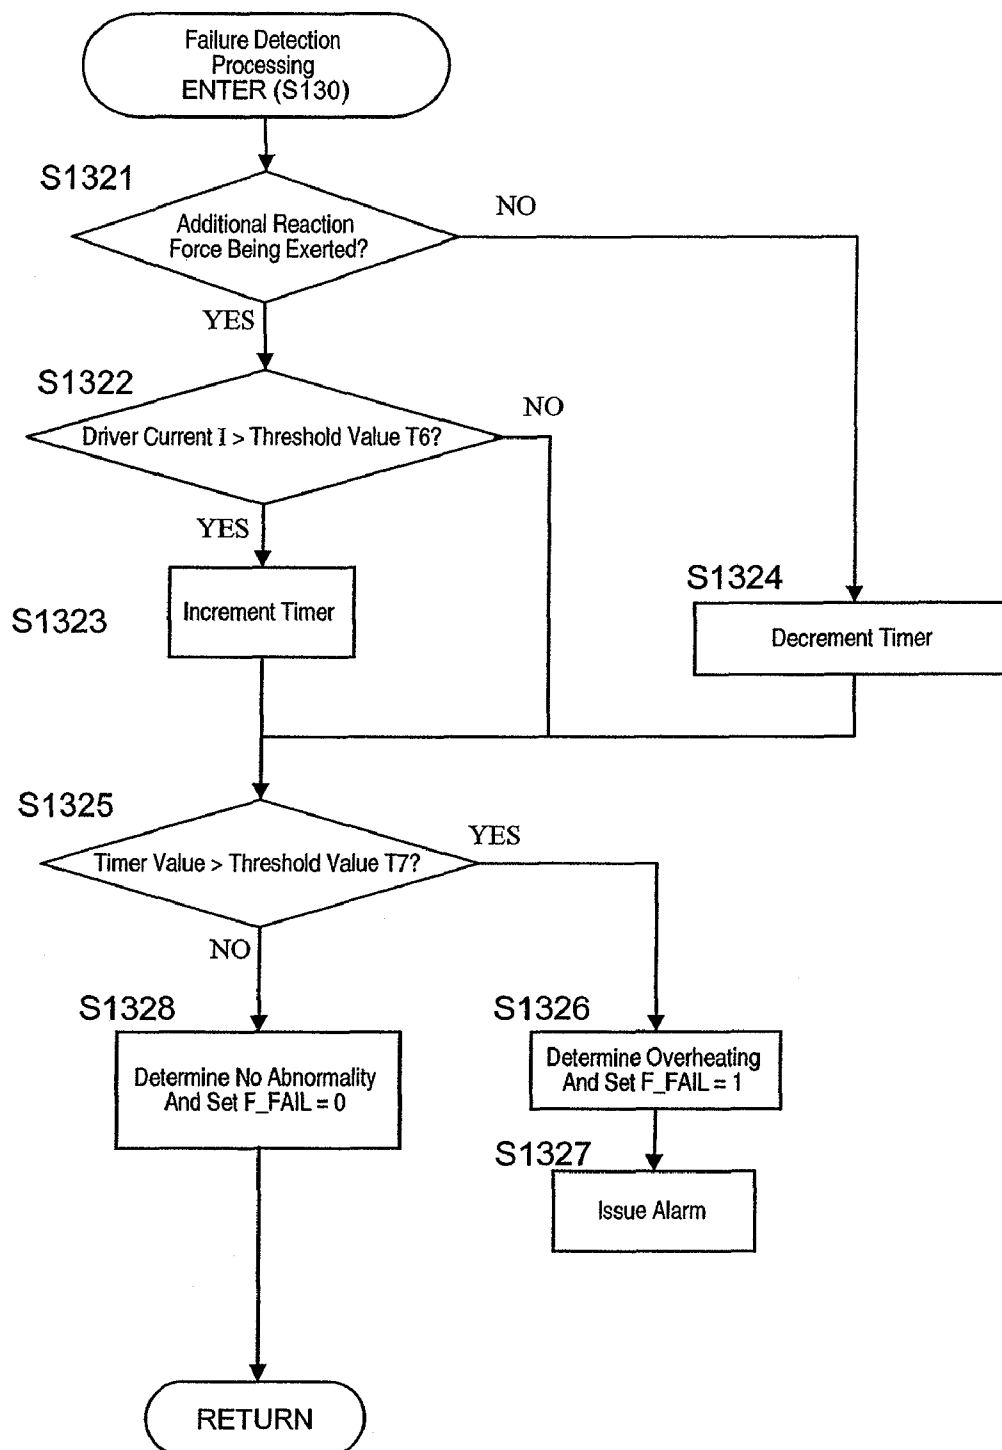 Failure Detection
Processing
ENTER (S130)
S1321
Additional Reaction
Force Being Exerted?
NO
YES
S1322
Driver Current I > Threshold Value T6?
NO
YES
S1323
Increment Timer
S1324
Decrement Timer
S1325
Timer Value > Threshold Value T7?
YES
NO
S1328
Determine No Abnormality
And Set F_FAIL = 0
S1326
Determine Overheating
And Set F_FAIL = 1
S1327
Issue Alarm
RETURN